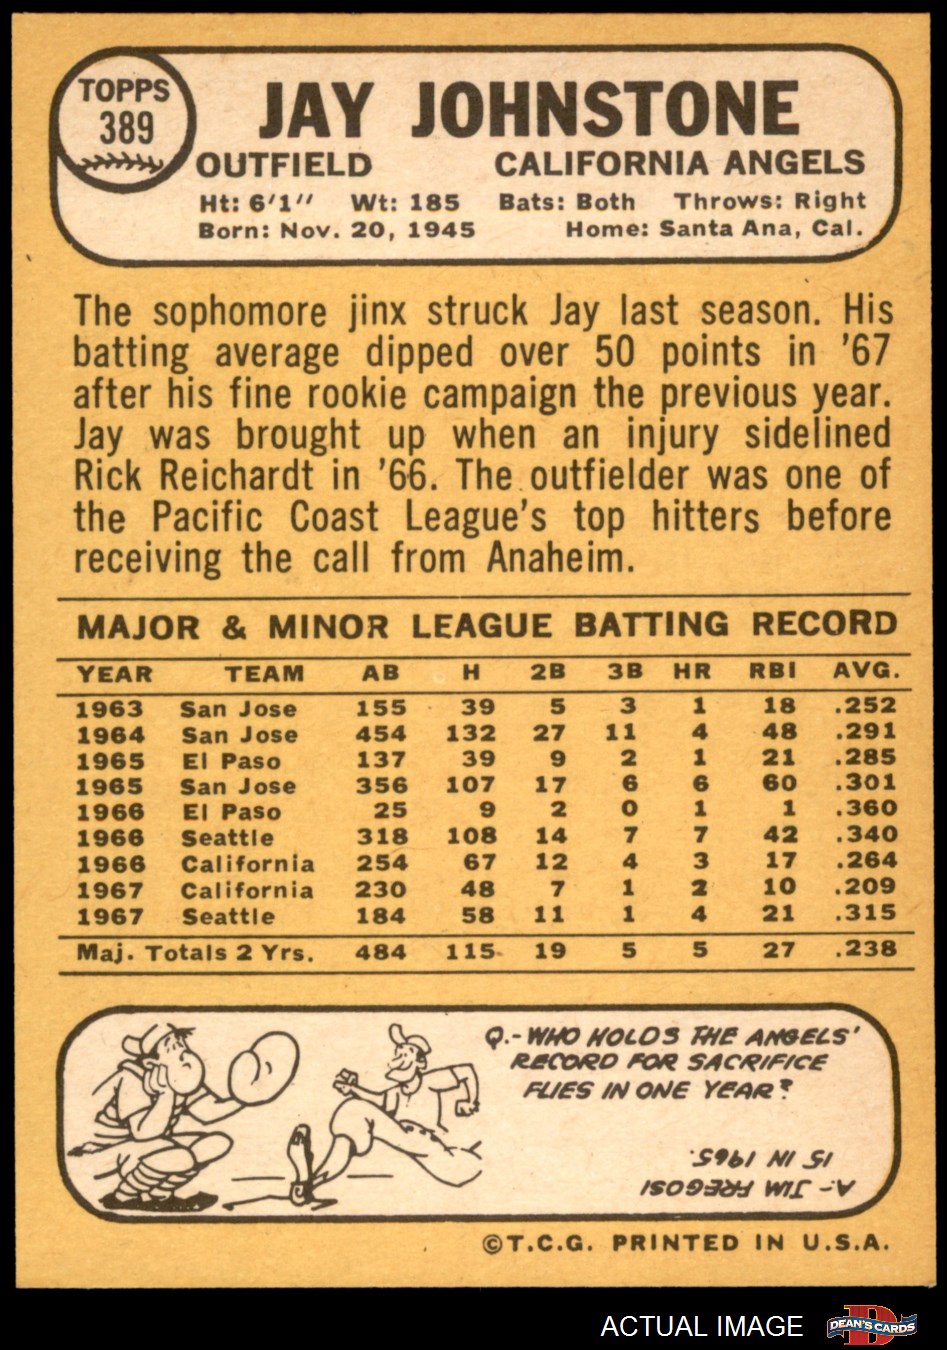 TOPPS
389
JAY JOHNSTONE
OUTFIELD CALIFORNIA ANGELS
Ht: 6'1" Wt: 185 Bats: Both Throws: Right
Born: Nov. 20, 1945 Home: Santa Ana, Cal.
The sophomore jinx struck Jay last season. His
batting average dipped over 50 points in '67
after his fine rookie campaign the previous year.
Jay was brought up when an injury sidelined
Rick Reichardt in '66. The outfielder was one of
the Pacific Coast League's top hitters before
receiving the call from Anaheim.
MAJOR & MINOR LEAGUE BATTING RECORD
YEAR TEAM AB H 2B 3B HR RBI AVG.
1963 San Jose 155 39 5 3 1 18 .252
1964 San Jose 454 132 27 11 4 48 .291
1965 El Paso 137 39 9 2 1 21 .285
1965 San Jose 356 107 17 6 6 60 .301
1966 El Paso 25 9 2 0 1 1 .360
1966 Seattle 318 108 14 7 7 42 .340
1966 California 254 67 12 4 3 17 .264
1967 California 230 48 7 1 2 10 .209
1967 Seattle 184 58 11 1 4 21 .315
Maj. Totals 2 Yrs. 484 115 19 5 5 27 .238
Q.-WHO HOLDS THE ANGELS'
RECORD FOR SACRIFICE
FLIES IN ONE YEAR?
A.- JIM FREGOSI
15 IN 1965.
©T.C.G. PRINTED IN U.S.A.
ACTUAL IMAGE
D
DEAN'S CARDS